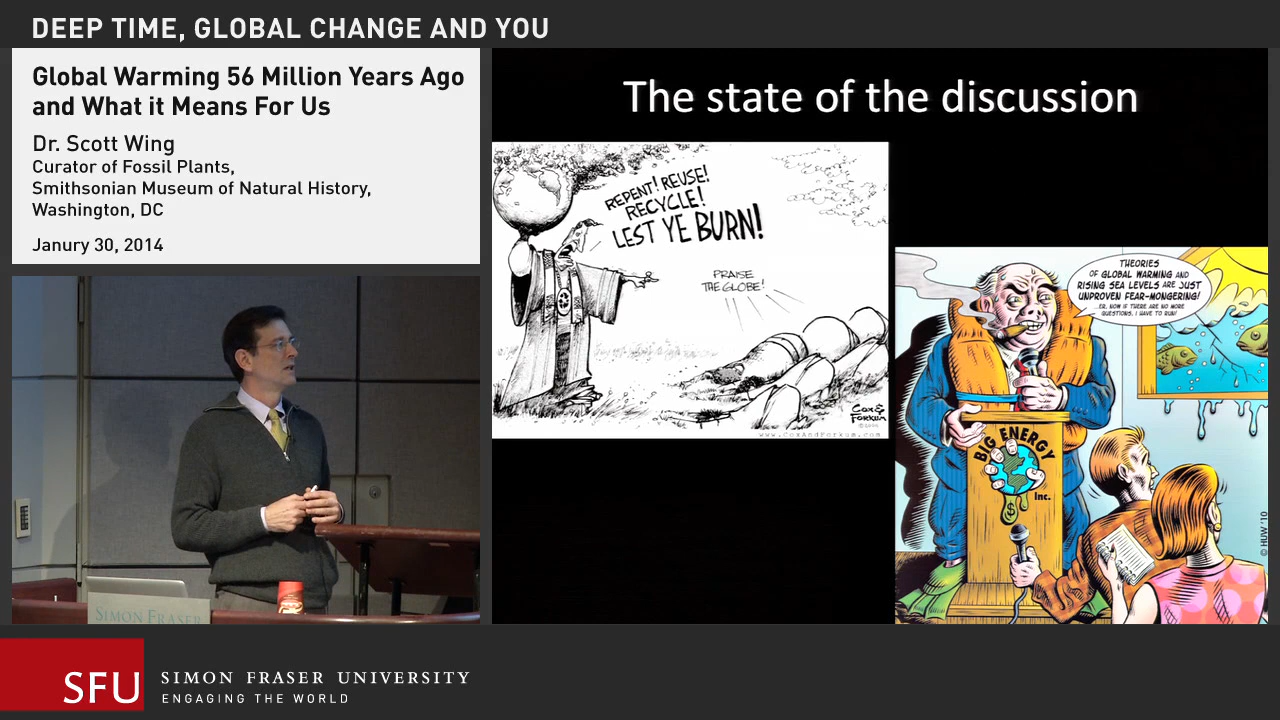 DEEP TIME, GLOBAL CHANGE AND YOU
Global Warming 56 Million Years Ago
and What it Means For Us
Dr. Scott Wing
Curator of Fossil Plants,
Smithsonian Museum of Natural History,
Washington, DC
Janury 30, 2014
The state of the discussion
REPENT! REUSE!
RECYCLE!
LEST YE BURN!
PRAISE
THE GLOBE!
COX &
FORKUM
www.CoxAndForkum.com
THEORIES
OF GLOBAL WARMING AND
RISING SEA LEVELS ARE JUST
UNPROVEN FEAR-MONGERING!
...ER, NOW IF THERE ARE NO MORE
QUESTIONS, I HAVE TO RUN!
BIG ENERGY
Inc.
$
© HUW '10
SIMON FRASER
SFU
SIMON FRASER UNIVERSITY
ENGAGING THE WORLD